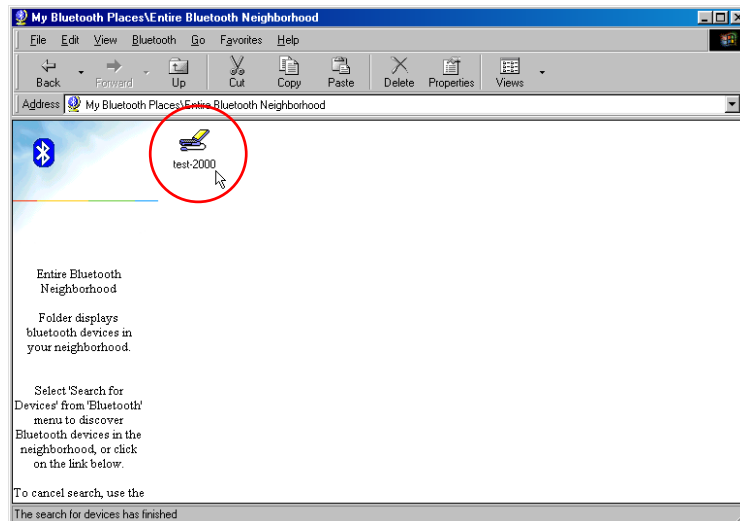 My Bluetooth Places\Entire Bluetooth Neighborhood
File Edit View Bluetooth Go Favorites Help
Back Forward Up Cut Copy Paste Delete Properties Views
Address My Bluetooth Places\Entire Bluetooth Neighborhood
test-2000
Entire Bluetooth
Neighborhood
Folder displays
bluetooth devices in
your neighborhood.
Select 'Search for
Devices' from 'Bluetooth'
menu to discover
Bluetooth devices in the
neighborhood, or click
on the link below.
To cancel search, use the
The search for devices has finished